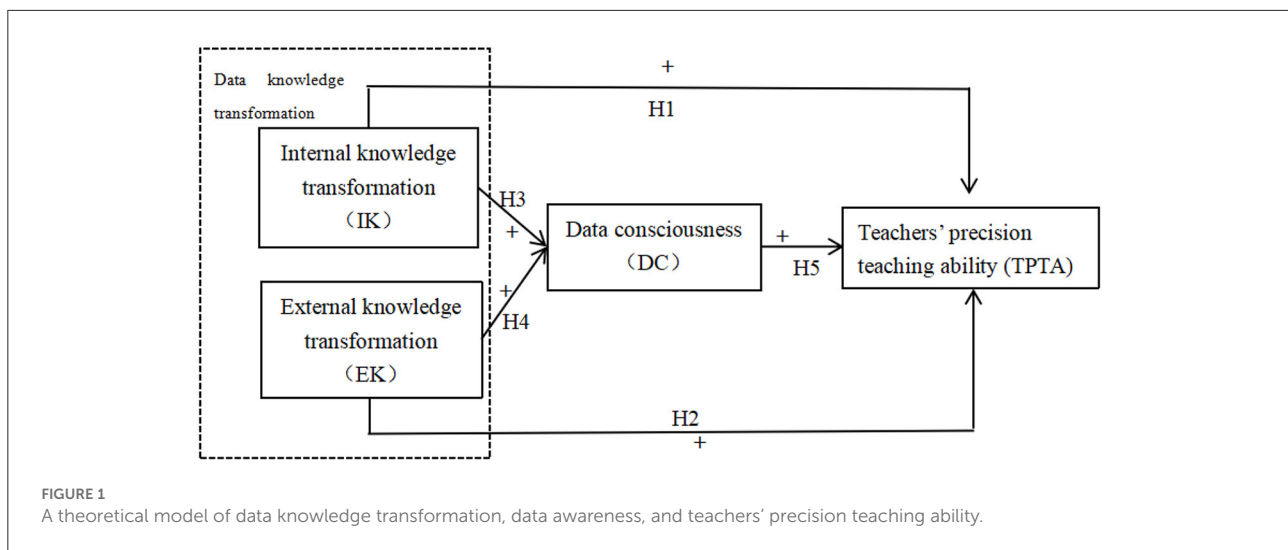 Data knowledge
transformation
+
H1
Internal knowledge
transformation
（IK）
H3
+
Data consciousness
（DC）
+
H5
Teachers’ precision
teaching ability (TPTA)
+
H4
External knowledge
transformation
（EK）
H2
+
FIGURE 1
A theoretical model of data knowledge transformation, data awareness, and teachers’ precision teaching ability.